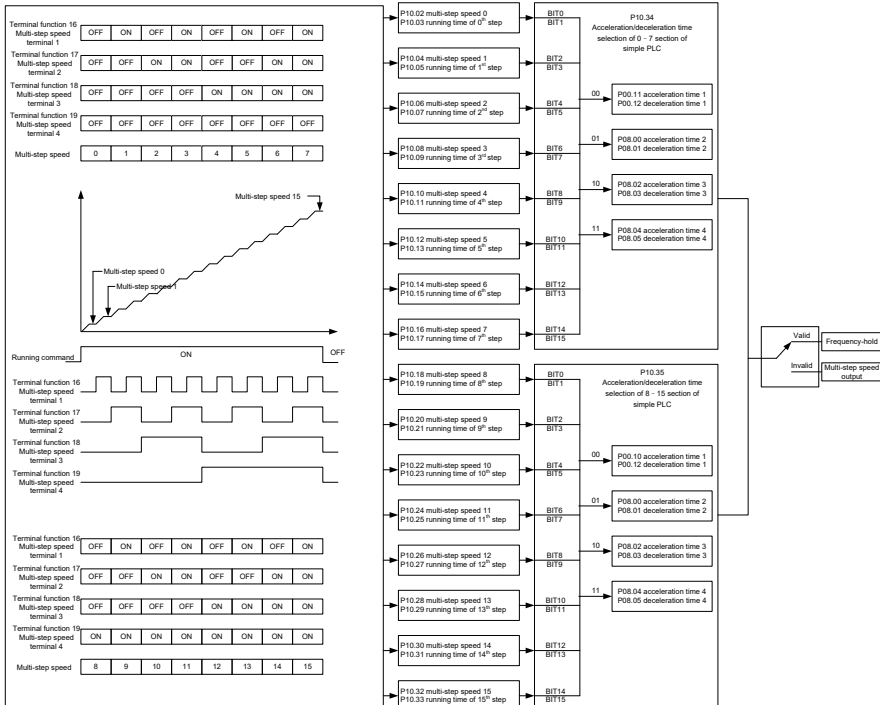 Terminal function 16
Multi-step speed
terminal 1
OFF ON OFF ON OFF ON OFF ON
Terminal function 17
Multi-step speed
terminal 2
OFF OFF ON ON OFF OFF ON ON
Terminal function 18
Multi-step speed
terminal 3
OFF OFF OFF OFF ON ON ON ON
Terminal function 19
Multi-step speed
terminal 4
OFF OFF OFF OFF OFF OFF OFF OFF
Multi-step speed
0 1 2 3 4 5 6 7
Multi-step speed 15
Multi-step speed 0
Multi-step speed 1
Running command
ON
OFF
Terminal function 16
Multi-step speed
terminal 1
Terminal function 17
Multi-step speed
terminal 2
Terminal function 18
Multi-step speed
terminal 3
Terminal function 19
Multi-step speed
terminal 4
Terminal function 16
Multi-step speed
terminal 1
OFF ON OFF ON OFF ON OFF ON
Terminal function 17
Multi-step speed
terminal 2
OFF OFF ON ON OFF OFF ON ON
Terminal function 18
Multi-step speed
terminal 3
OFF OFF OFF OFF ON ON ON ON
Terminal function 19
Multi-step speed
terminal 4
ON ON ON ON ON ON ON ON
Multi-step speed
8 9 10 11 12 13 14 15
P10.02 multi-step speed 0
P10.03 running time of 0th step
P10.04 multi-step speed 1
P10.05 running time of 1st step
P10.06 multi-step speed 2
P10.07 running time of 2nd step
P10.08 multi-step speed 3
P10.09 running time of 3rd step
P10.10 multi-step speed 4
P10.11 running time of 4th step
P10.12 multi-step speed 5
P10.13 running time of 5th step
P10.14 multi-step speed 6
P10.15 running time of 6th step
P10.16 multi-step speed 7
P10.17 running time of 7th step
P10.18 multi-step speed 8
P10.19 running time of 8th step
P10.20 multi-step speed 9
P10.21 running time of 9th step
P10.22 multi-step speed 10
P10.23 running time of 10th step
P10.24 multi-step speed 11
P10.25 running time of 11th step
P10.26 multi-step speed 12
P10.27 running time of 12th step
P10.28 multi-step speed 13
P10.29 running time of 13th step
P10.30 multi-step speed 14
P10.31 running time of 14th step
P10.32 multi-step speed 15
P10.33 running time of 15th step
BIT0
BIT1
BIT2
BIT3
BIT4
BIT5
BIT6
BIT7
BIT8
BIT9
BIT10
BIT11
BIT12
BIT13
BIT14
BIT15
P10.34
Acceleration/deceleration time
selection of 0 - 7 section of
simple PLC
00
P00.11 acceleration time 1
P00.12 deceleration time 1
01
P08.00 acceleration time 2
P08.01 deceleration time 2
10
P08.02 acceleration time 3
P08.03 deceleration time 3
11
P08.04 acceleration time 4
P08.05 deceleration time 4
BIT0
BIT1
BIT2
BIT3
BIT4
BIT5
BIT6
BIT7
BIT8
BIT9
BIT10
BIT11
BIT12
BIT13
BIT14
BIT15
P10.35
Acceleration/deceleration time
selection of 8 - 15 section of
simple PLC
00
P00.10 acceleration time 1
P00.12 deceleration time 1
01
P08.00 acceleration time 2
P08.01 deceleration time 2
10
P08.02 acceleration time 3
P08.03 deceleration time 3
11
P08.04 acceleration time 4
P08.05 deceleration time 4
Valid
Frequency-hold
Invalid
Multi-step speed
output